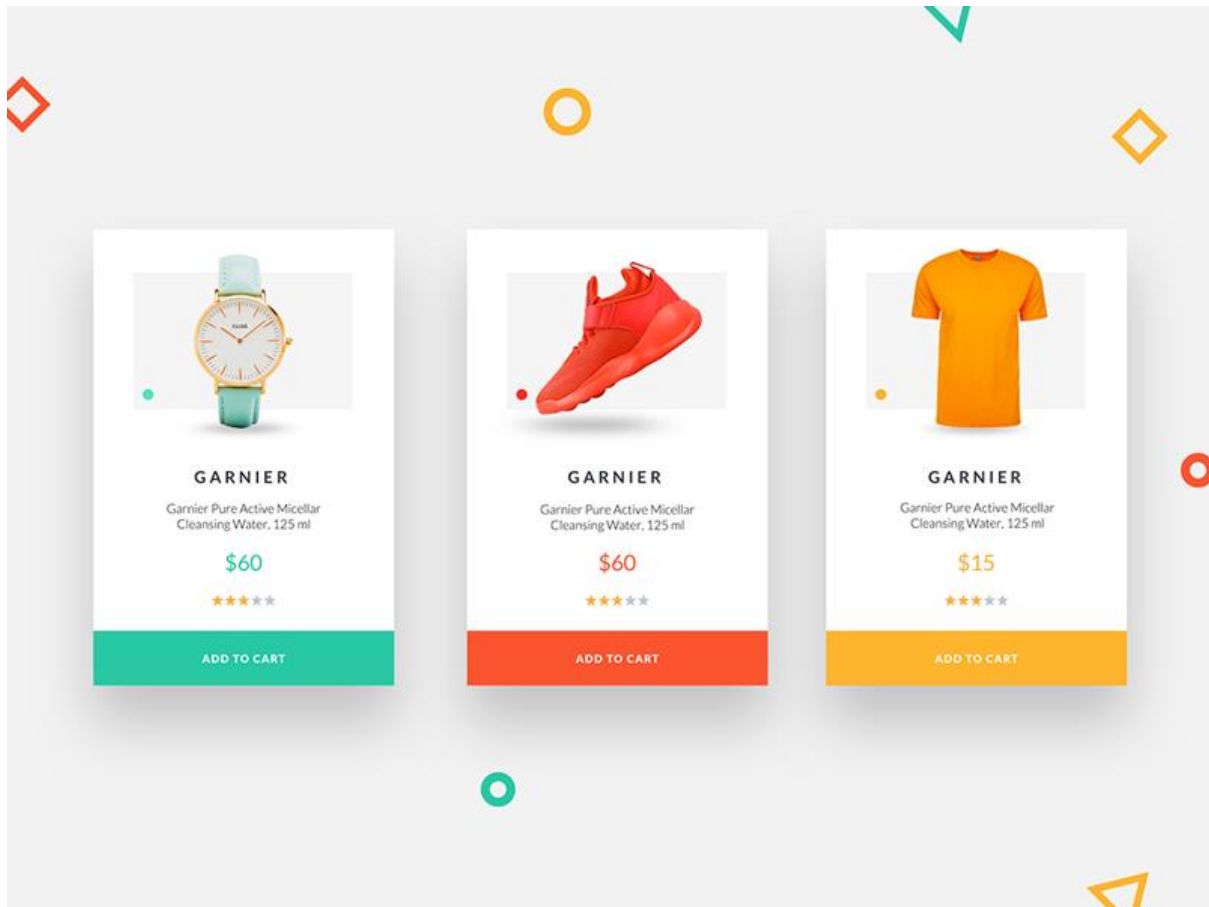 CLUSE
GARNIER
Garnier Pure Active Micellar
Cleansing Water, 125 ml
$60
ADD TO CART
GARNIER
Garnier Pure Active Micellar
Cleansing Water, 125 ml
$60
ADD TO CART
GARNIER
Garnier Pure Active Micellar
Cleansing Water, 125 ml
$15
ADD TO CART